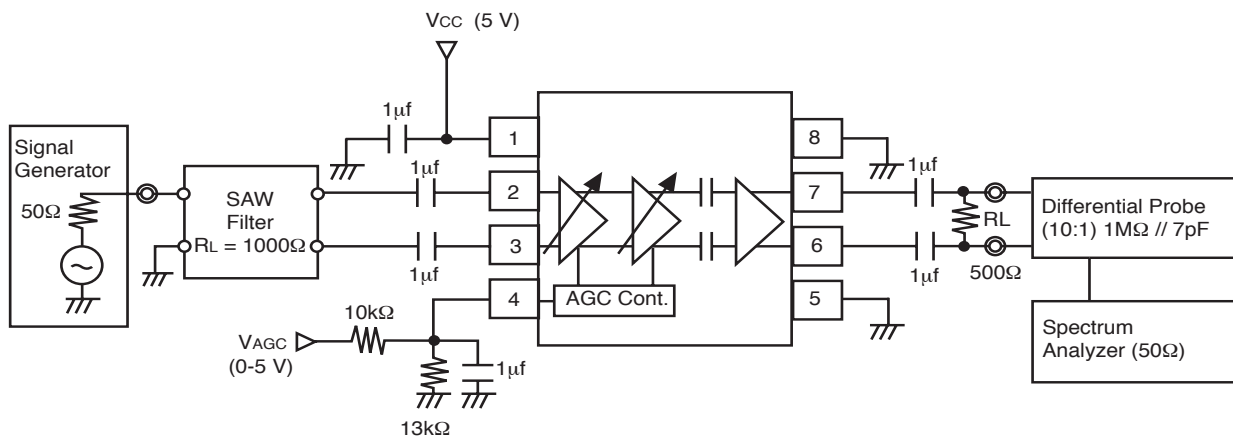 VCC (5 V)
1μf
Signal
Generator
50Ω
SAW
Filter
RL = 1000Ω
1μf
1μf
1
2
3
4
AGC Cont.
8
7
6
5
1μf
1μf
RL
500Ω
Differential Probe
(10:1) 1MΩ // 7pF
Spectrum
Analyzer (50Ω)
VAGC
(0-5 V)
10kΩ
1μf
13kΩ